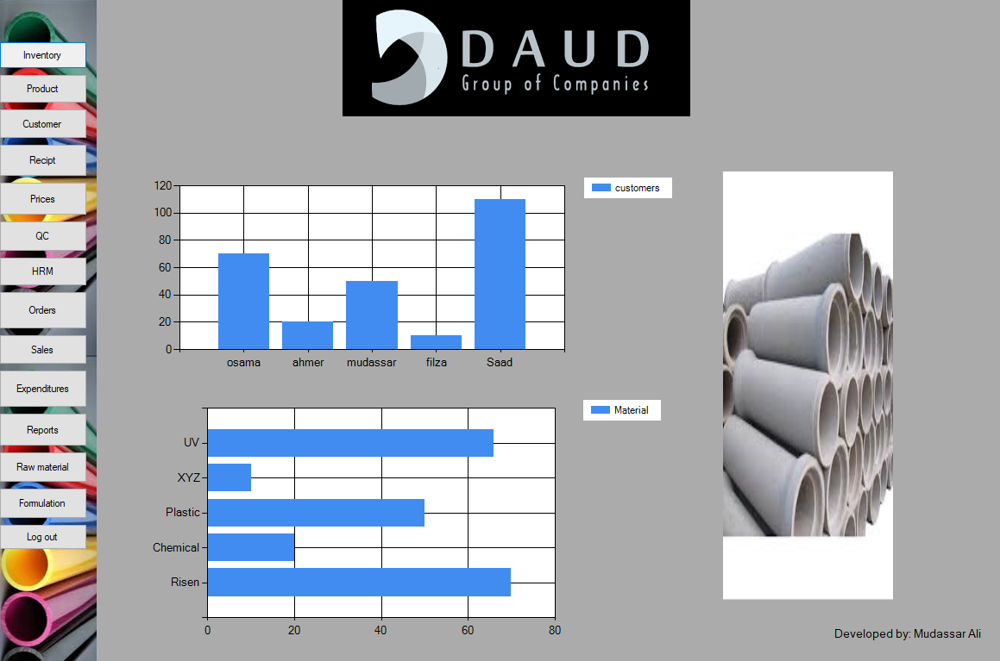 DAUD
Group of Companies
Inventory
Product
Customer
Recipt
Prices
QC
HRM
Orders
Sales
Expenditures
Reports
Raw material
Formulation
Log out
120
100
80
60
40
20
0
osama ahmer mudassar filza Saad
customers
UV
XYZ
Plastic
Chemical
Risen
0 20 40 60 80
Material
Developed by: Mudassar Ali